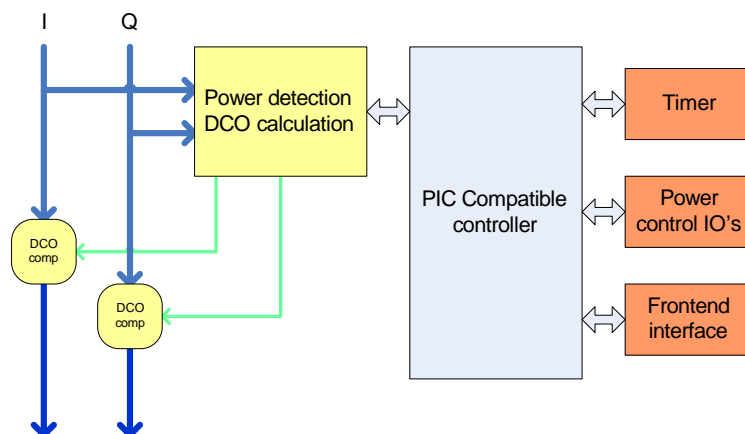 I
Q
Power detection
DCO calculation
PIC Compatible
controller
Timer
Power
control IO's
Frontend
interface
DCO
comp
DCO
comp